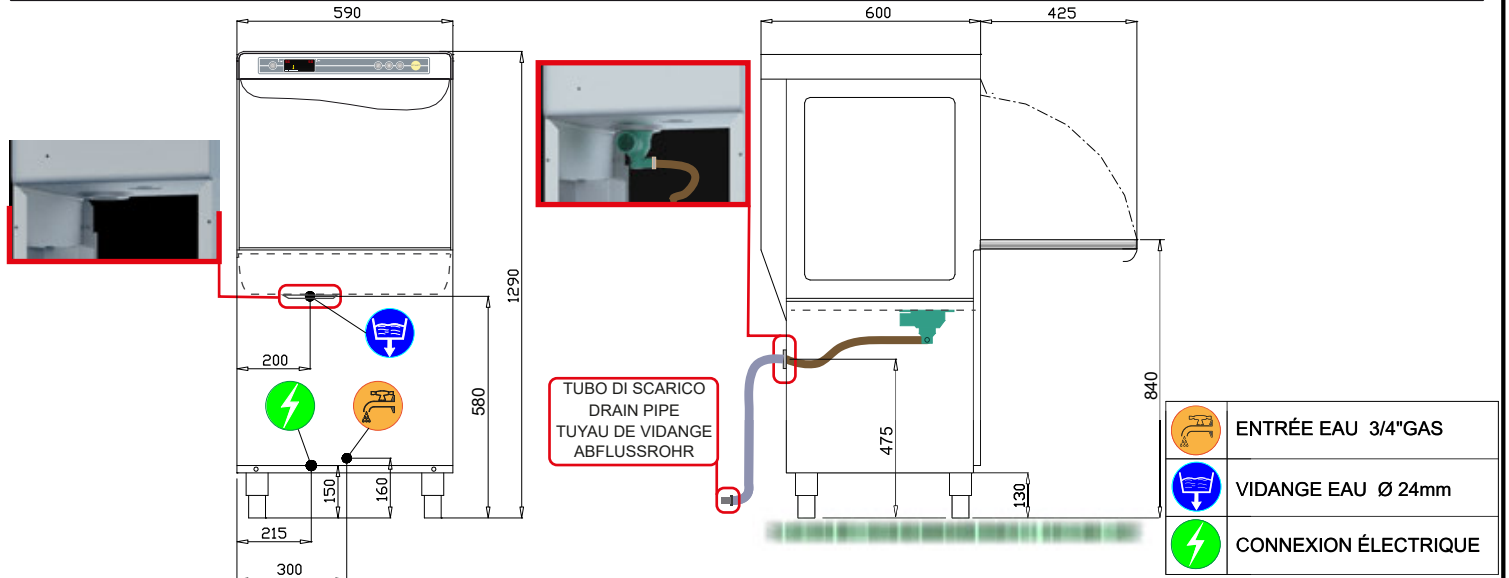 590
600
425
1290
200
580
840
475
150
160
130
215
300
TUBO DI SCARICO
DRAIN PIPE
TUYAU DE VIDANGE
ABFLUSSROHR
ENTRÉE EAU 3/4"GAS
VIDANGE EAU Ø 24mm
CONNEXION ÉLECTRIQUE